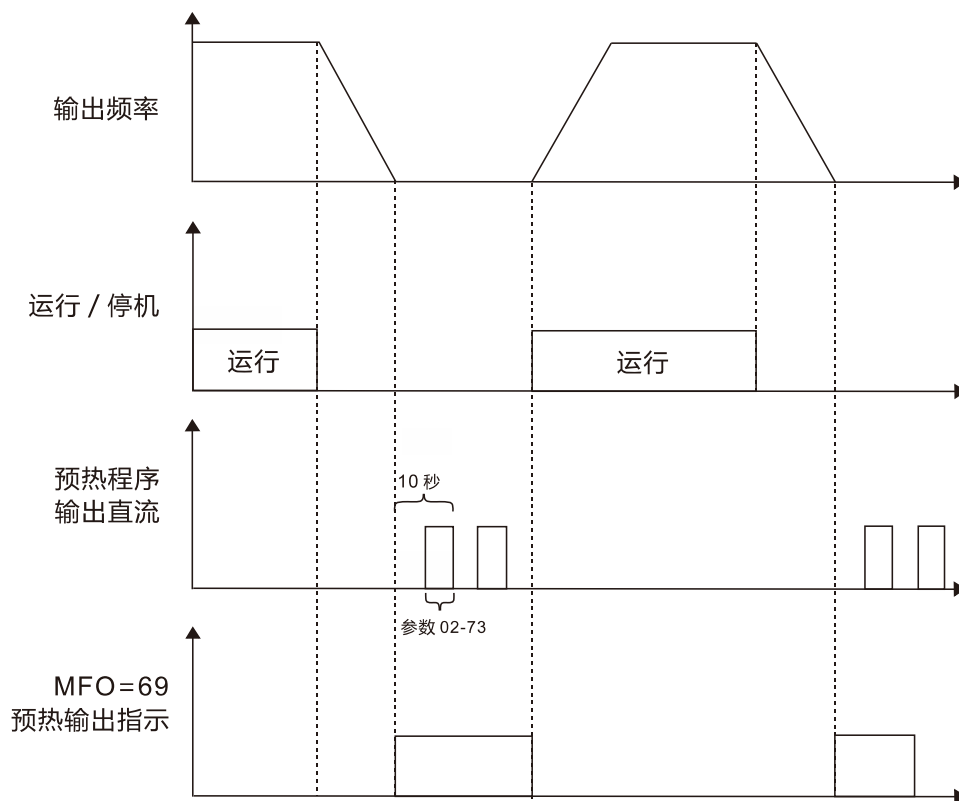 输出频率
运行 / 停机
运行
运行
预热程序
输出直流
10 秒
参数 02-73
MFO=69
预热输出指示